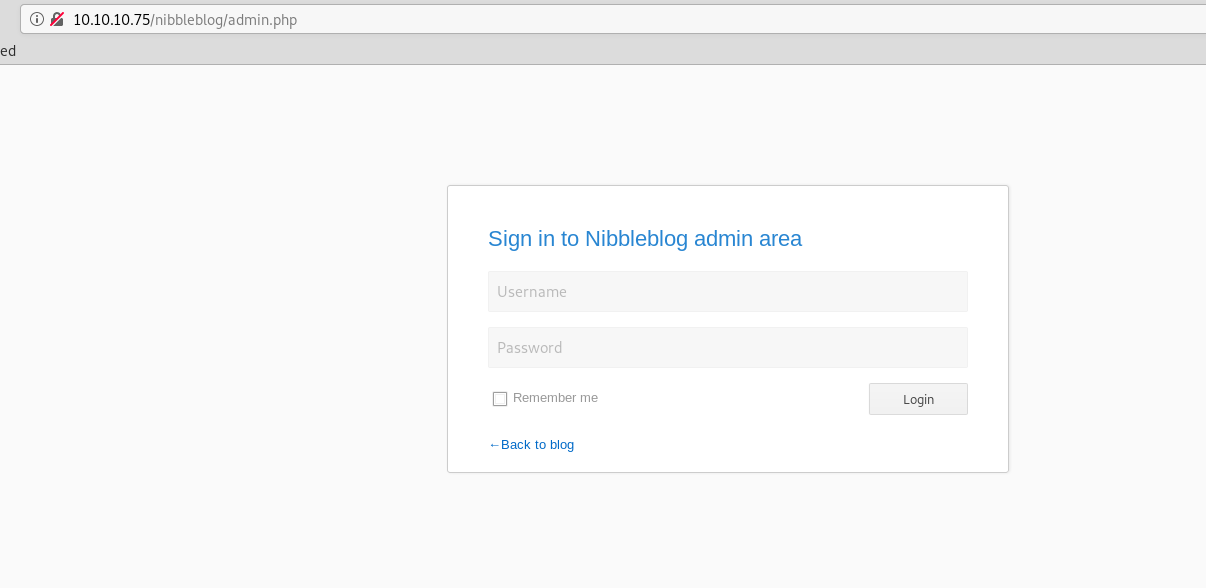 10.10.10.75/nibbleblog/admin.php
ed
Sign in to Nibbleblog admin area
Username
Password
Remember me
Login
←Back to blog